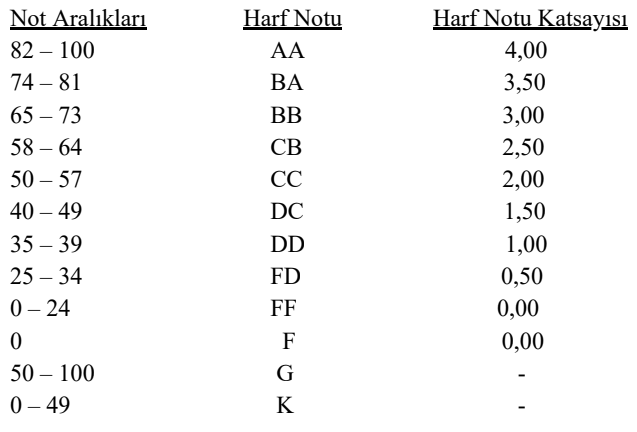 Not Aralıkları Harf Notu Harf Notu Katsayısı
82 – 100 AA 4,00
74 – 81 BA 3,50
65 – 73 BB 3,00
58 – 64 CB 2,50
50 – 57 CC 2,00
40 – 49 DC 1,50
35 – 39 DD 1,00
25 – 34 FD 0,50
0 – 24 FF 0,00
0 F 0,00
50 – 100 G -
0 – 49 K -